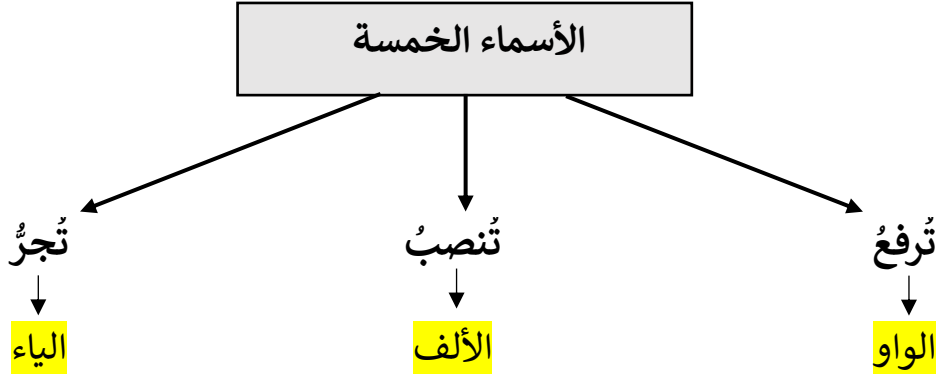 الأسماء الخمسة
تُرفعُ
تُنصبُ
تُجرُّ
الواو
الألف
الياء